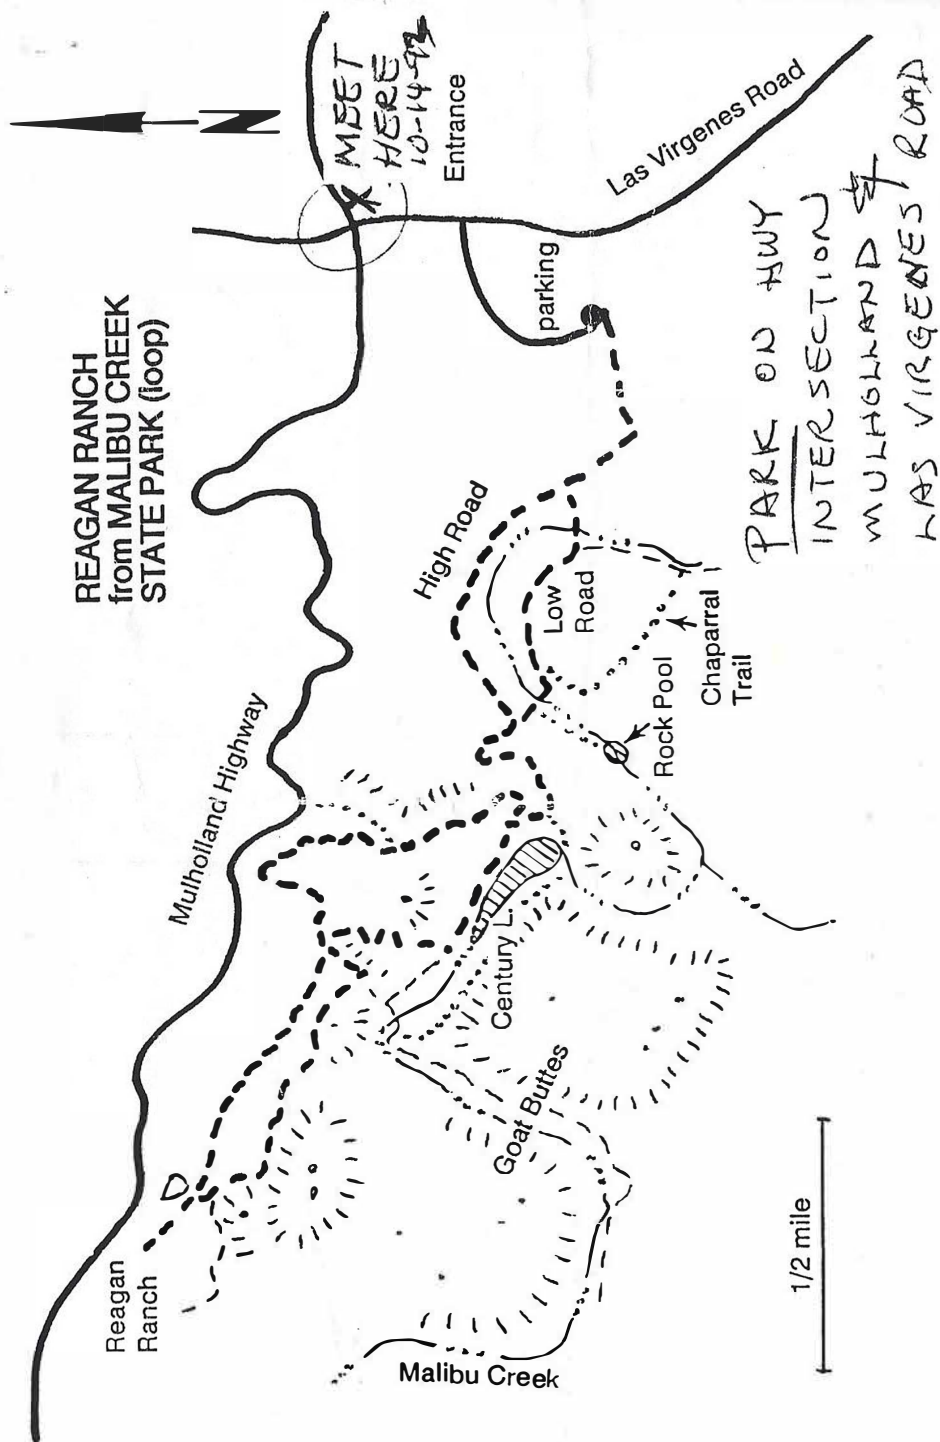 REAGAN RANCH
from MALIBU CREEK
STATE PARK (loop)
N
MEET
HERE
Entrance
Mulholland Highway
Las Virgenes Road
parking
High Road
Low
Road
Rock Pool
Chaparral
Trail
Century L.
Goat Buttes
Reagan
Ranch
Malibu Creek
1/2 mile
PARK ON HWY
INTERSECTION
MULHOLLAND &
LAS VIRGENES ROAD